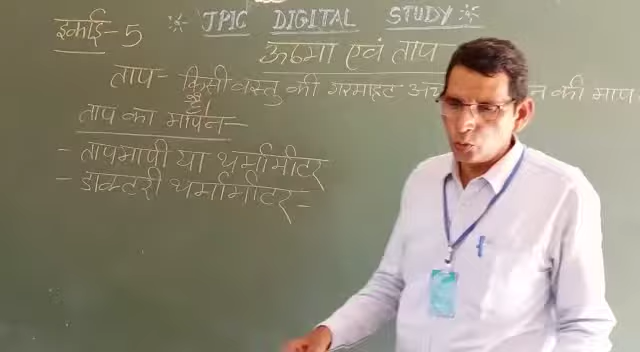 JPIC DIGITAL STUDY
इकाई-5
ऊष्मा एवं ताप
ताप- किसी वस्तु की गरमाहट की माप
है।
ताप का मापन-
- तापमापी या थर्मामीटर
- डाक्टरी थर्मामीटर-